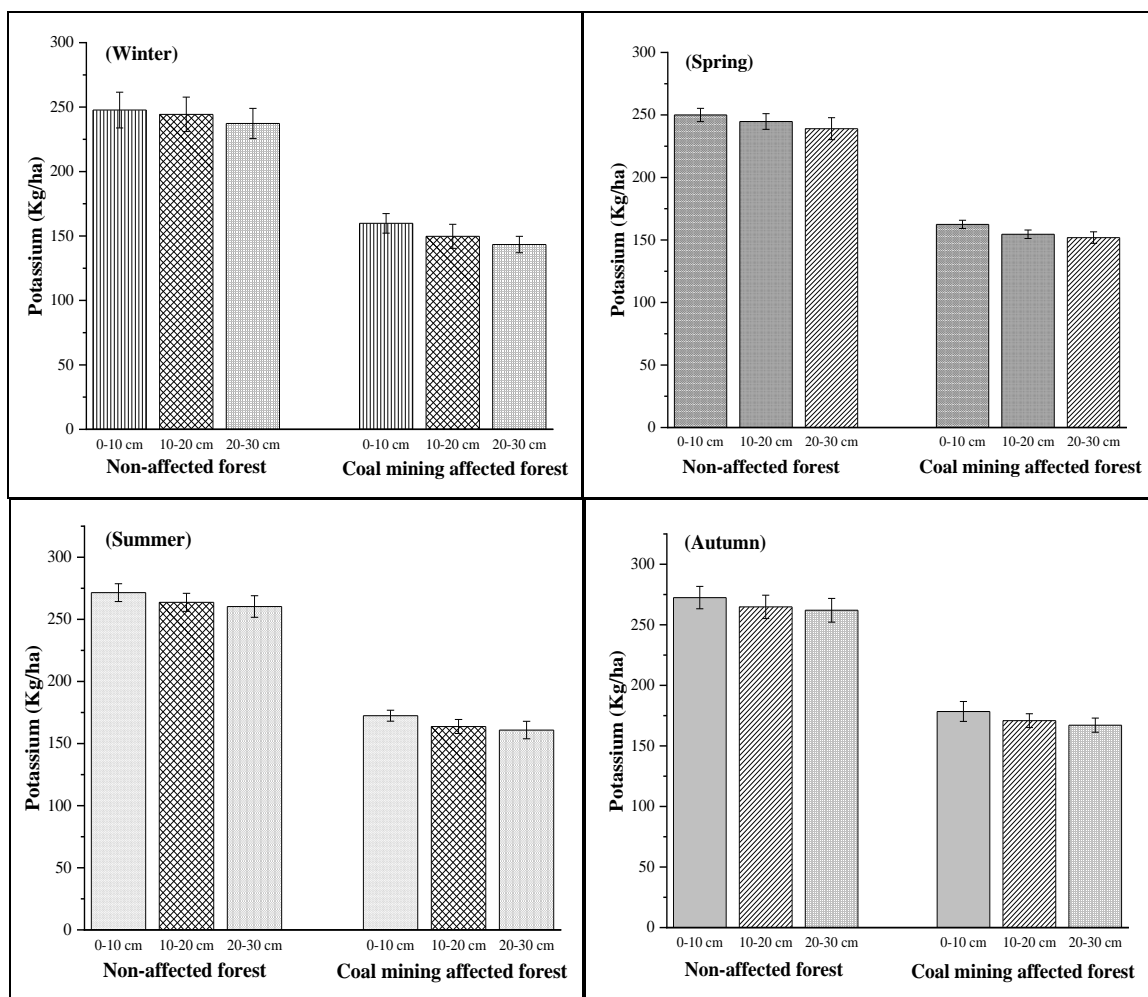 (Winter)
Potassium (Kg/ha)
300
250
200
150
100
50
0
0-10 cm 10-20 cm 20-30 cm 0-10 cm 10-20 cm 20-30 cm
Non-affected forest Coal mining affected forest
(Spring)
Potassium (Kg/ha)
300
250
200
150
100
50
0
0-10 cm 10-20 cm 20-30 cm 0-10 cm 10-20 cm 20-30 cm
Non-affected forest Coal mining affected forest
(Summer)
Potassium (Kg/ha)
300
250
200
150
100
50
0
0-10 cm 10-20 cm 20-30 cm 0-10 cm 10-20 cm 20-30 cm
Non-affected forest Coal mining affected forest
(Autumn)
Potassium (Kg/ha)
300
250
200
150
100
50
0
0-10 cm 10-20 cm 20-30 cm 0-10 cm 10-20 cm 20-30 cm
Non-affected forest Coal mining affected forest